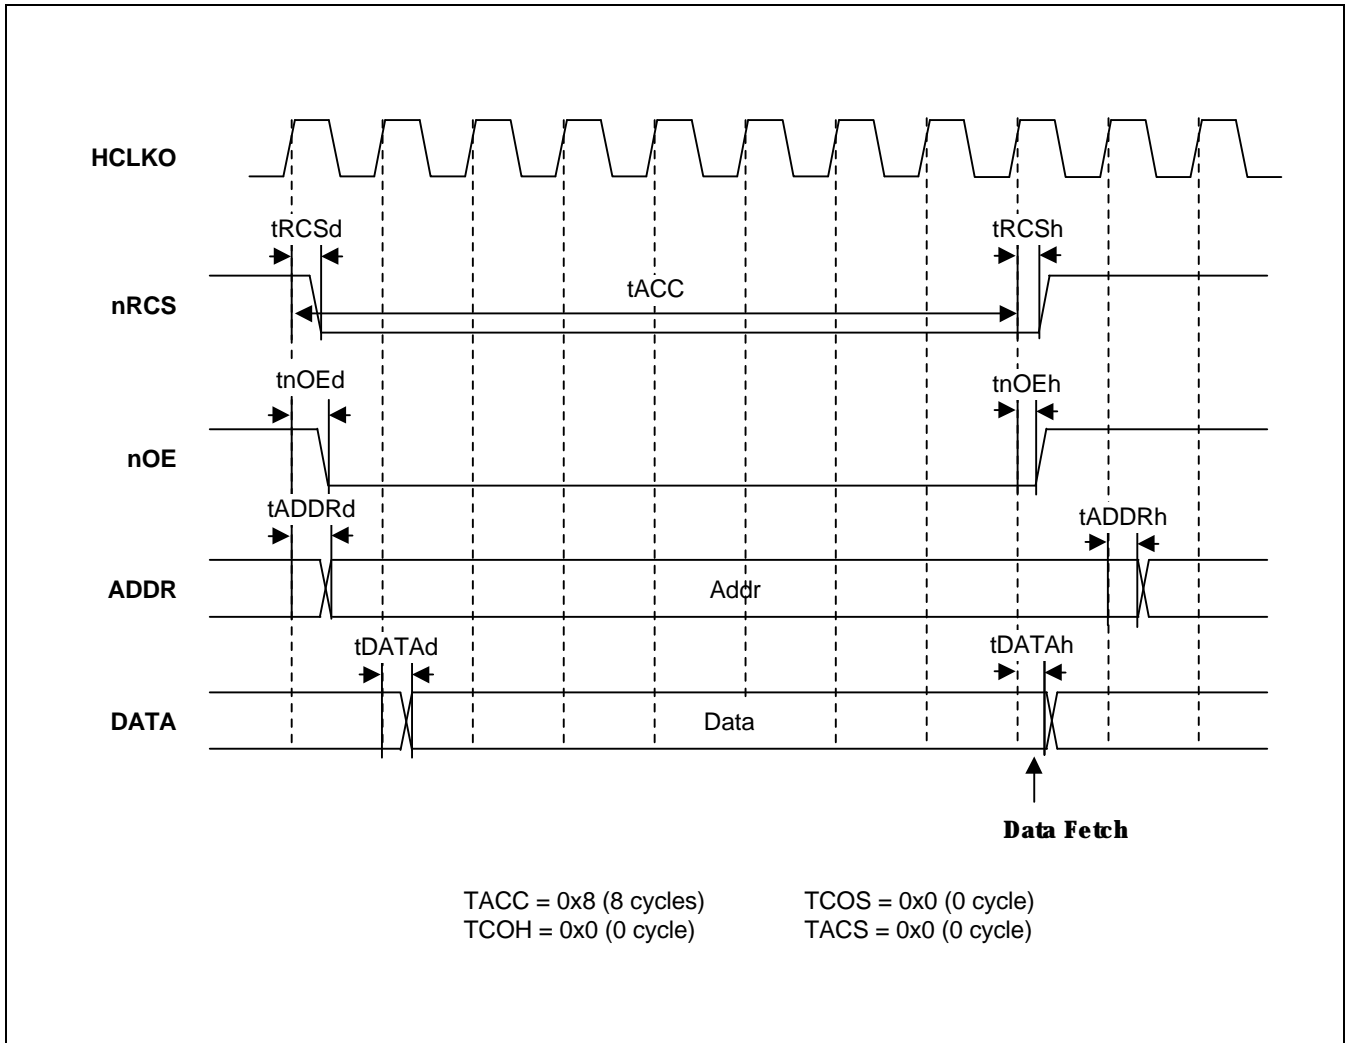 HCLKO
tRCSd
tRCSh
nRCS
tACC
tnOEd
tnOEh
nOE
tADDRd
tADDRh
ADDR
Addr
tDATAd
tDATAh
DATA
Data
Data Fetch
TACC = 0x8 (8 cycles)
TCOS = 0x0 (0 cycle)
TCOH = 0x0 (0 cycle)
TACS = 0x0 (0 cycle)